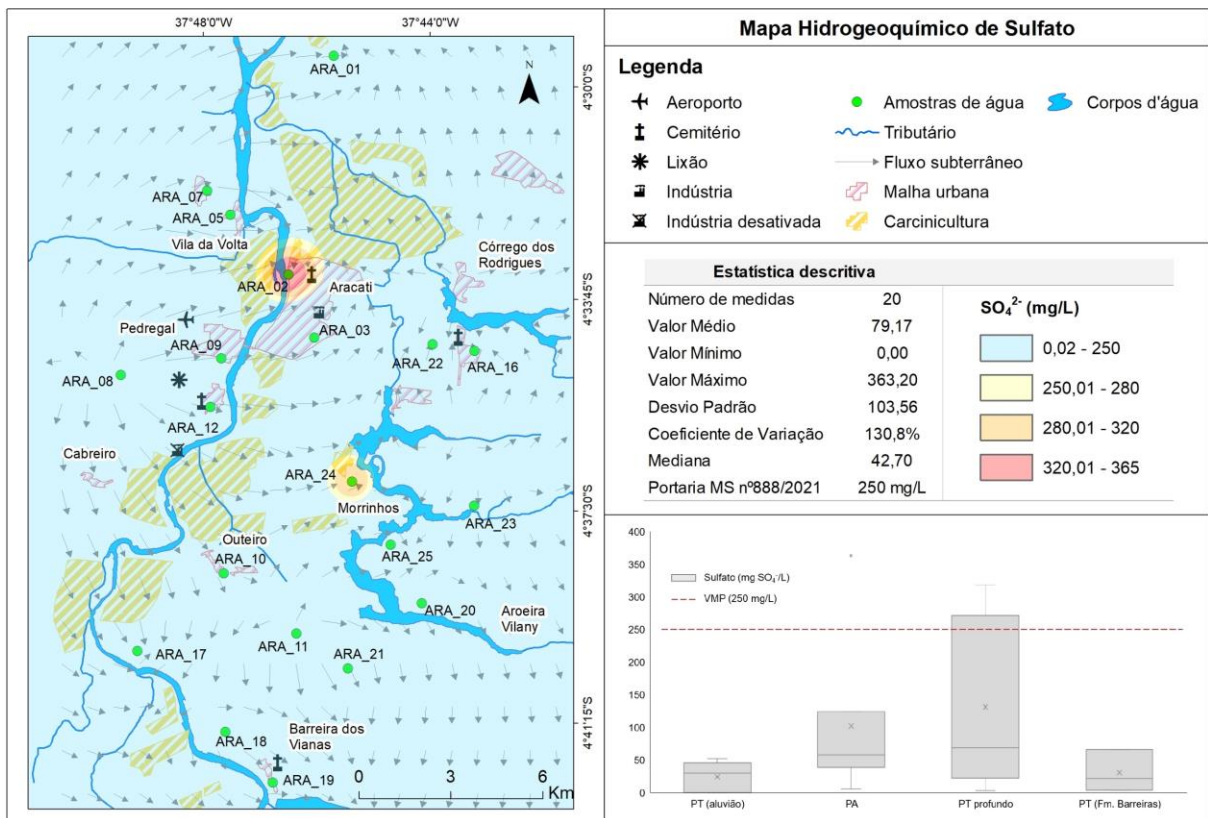 37°48'0"W
37°44'0"W
ARA_01
4°30'0"S
N
ARA_07
ARA_05
Vila da Volta
Córrego dos
Rodrigues
ARA_02
Aracati
4°33'45"S
Pedregal
ARA_03
ARA_09
ARA_22
ARA_16
ARA_08
ARA_12
Cabreiro
ARA_24
Morrinhos
4°37'30"S
ARA_23
Outeiro
ARA_10
ARA_25
ARA_20
Aroeira
Vilany
ARA_11
ARA_17
ARA_21
4°41'15"S
Barreira dos
Vianas
ARA_18
ARA_19
0 3 6
Km
Mapa Hidrogeoquímico de Sulfato
Legenda
Aeroporto
Cemitério
Lixão
Indústria
Indústria desativada
Amostras de água
Tributário
Fluxo subterrâneo
Malha urbana
Carcinicultura
Corpos d'água
Estatística descritiva
Número de medidas 20
Valor Médio 79,17
Valor Mínimo 0,00
Valor Máximo 363,20
Desvio Padrão 103,56
Coeficiente de Variação 130,8%
Mediana 42,70
Portaria MS nº888/2021 250 mg/L
SO₄²⁻ (mg/L)
0,02 - 250
250,01 - 280
280,01 - 320
320,01 - 365
400
350
300
250
200
150
100
50
0
Sulfato (mg SO₄⁻/L)
VMP (250 mg/L)
PT (aluvião) PA PT profundo PT (Fm. Barreiras)